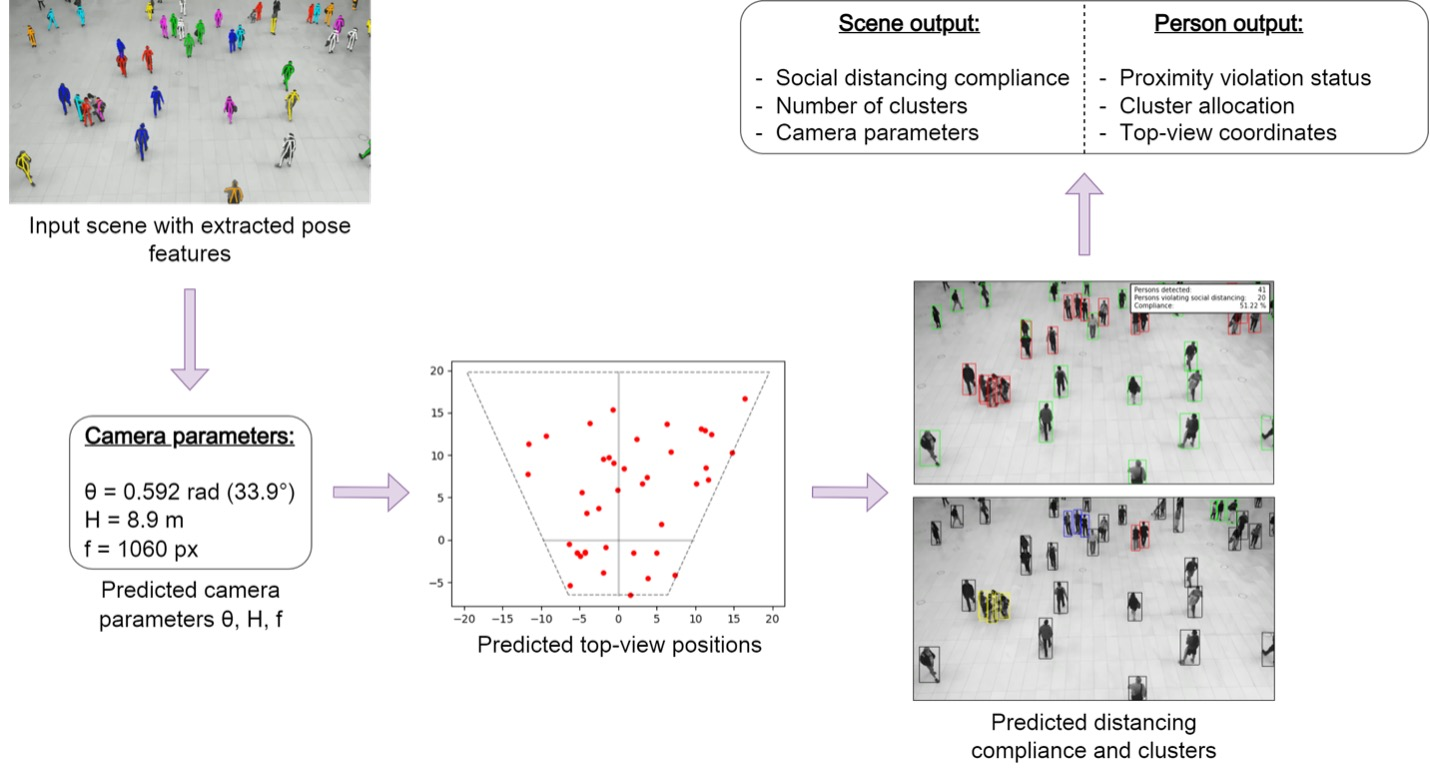 Scene output:
- Social distancing compliance
- Number of clusters
- Camera parameters
Person output:
- Proximity violation status
- Cluster allocation
- Top-view coordinates
Input scene with extracted pose
features
Camera parameters:
θ = 0.592 rad (33.9°)
H = 8.9 m
f = 1060 px
Predicted camera
parameters θ, H, f
20
15
10
5
0
−5
−20
−15
−10
−5
0
5
10
15
20
Predicted top-view positions
Persons detected: 41
Persons violating social distancing: 20
Compliance: 51.22 %
Predicted distancing
compliance and clusters